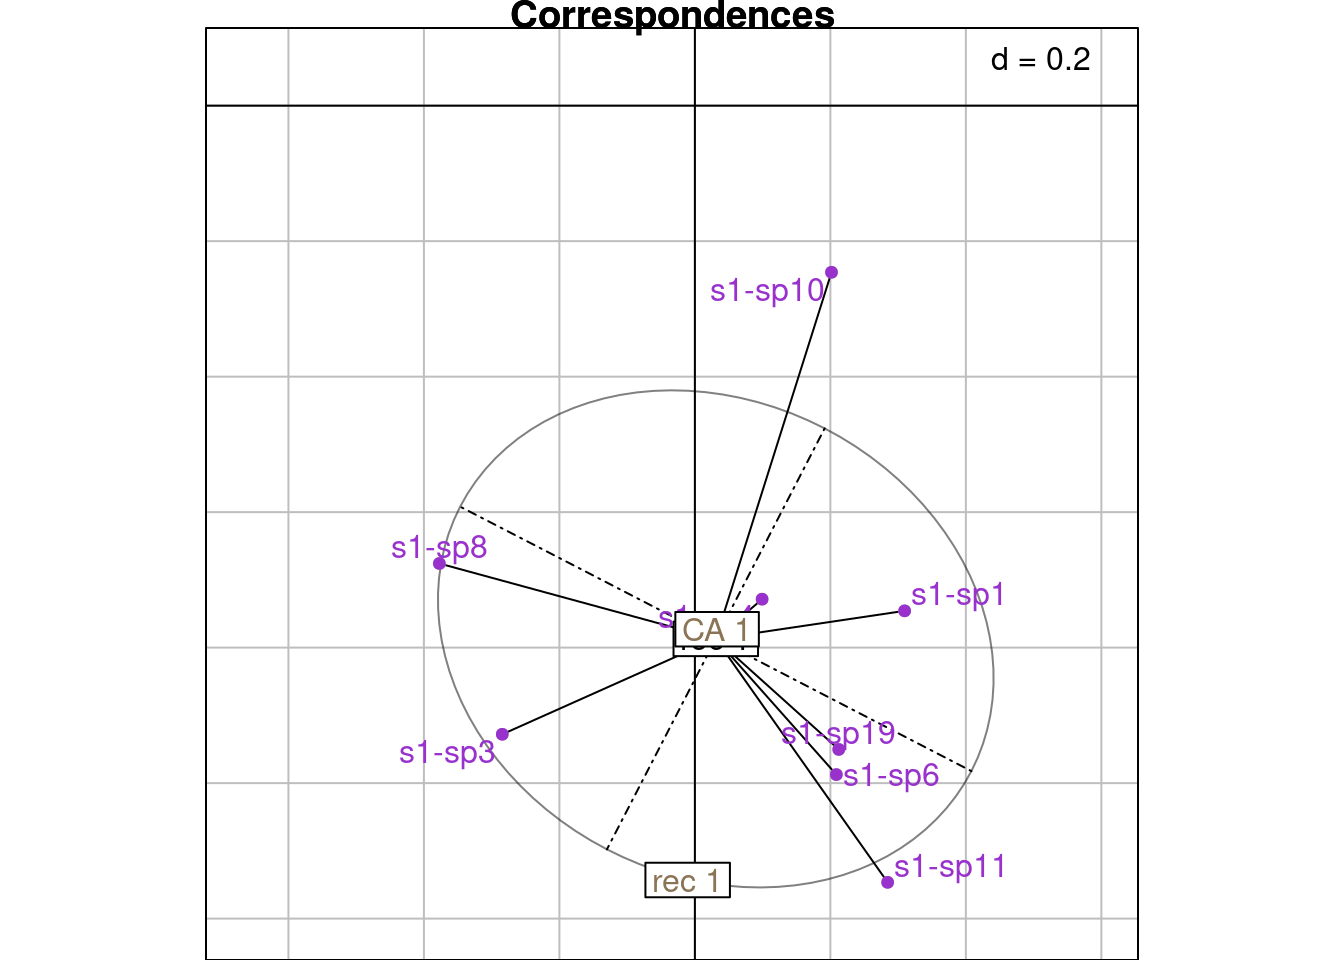 Correspondences
d = 0.2
s1-sp10
s1-sp8
s1-sp1
CA 1
s1-sp19
s1-sp3
s1-sp6
s1-sp11
rec 1